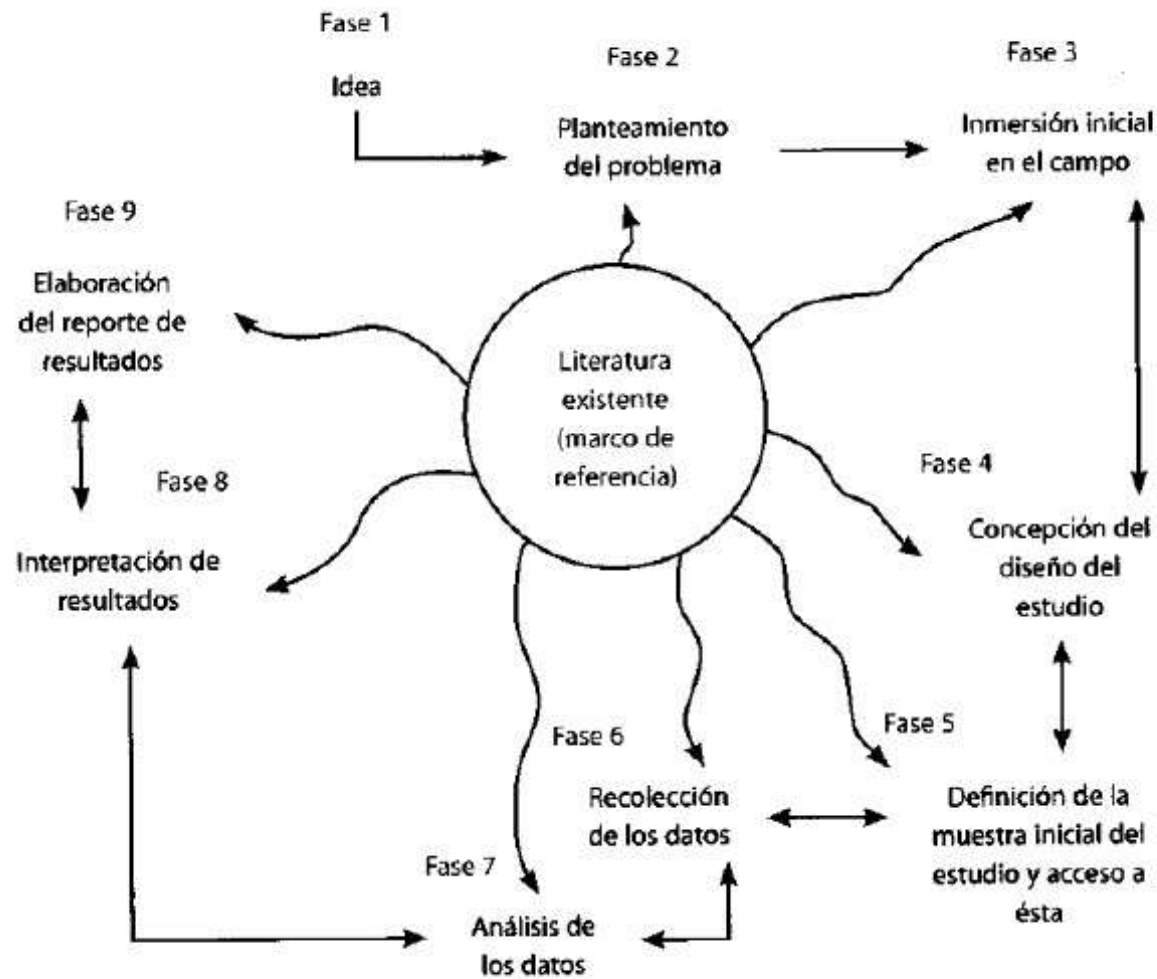 Fase 1
Idea
Fase 2
Planteamiento
del problema
Fase 3
Inmersión inicial
en el campo
Fase 9
Elaboración
del reporte de
resultados
Literatura
existente
(marco de
referencia)
Fase 4
Concepción del
diseño del
estudio
Fase 8
Interpretación de
resultados
Fase 5
Definición de la
muestra inicial del
estudio y acceso a
ésta
Fase 6
Recolección
de los datos
Fase 7
Análisis de
los datos